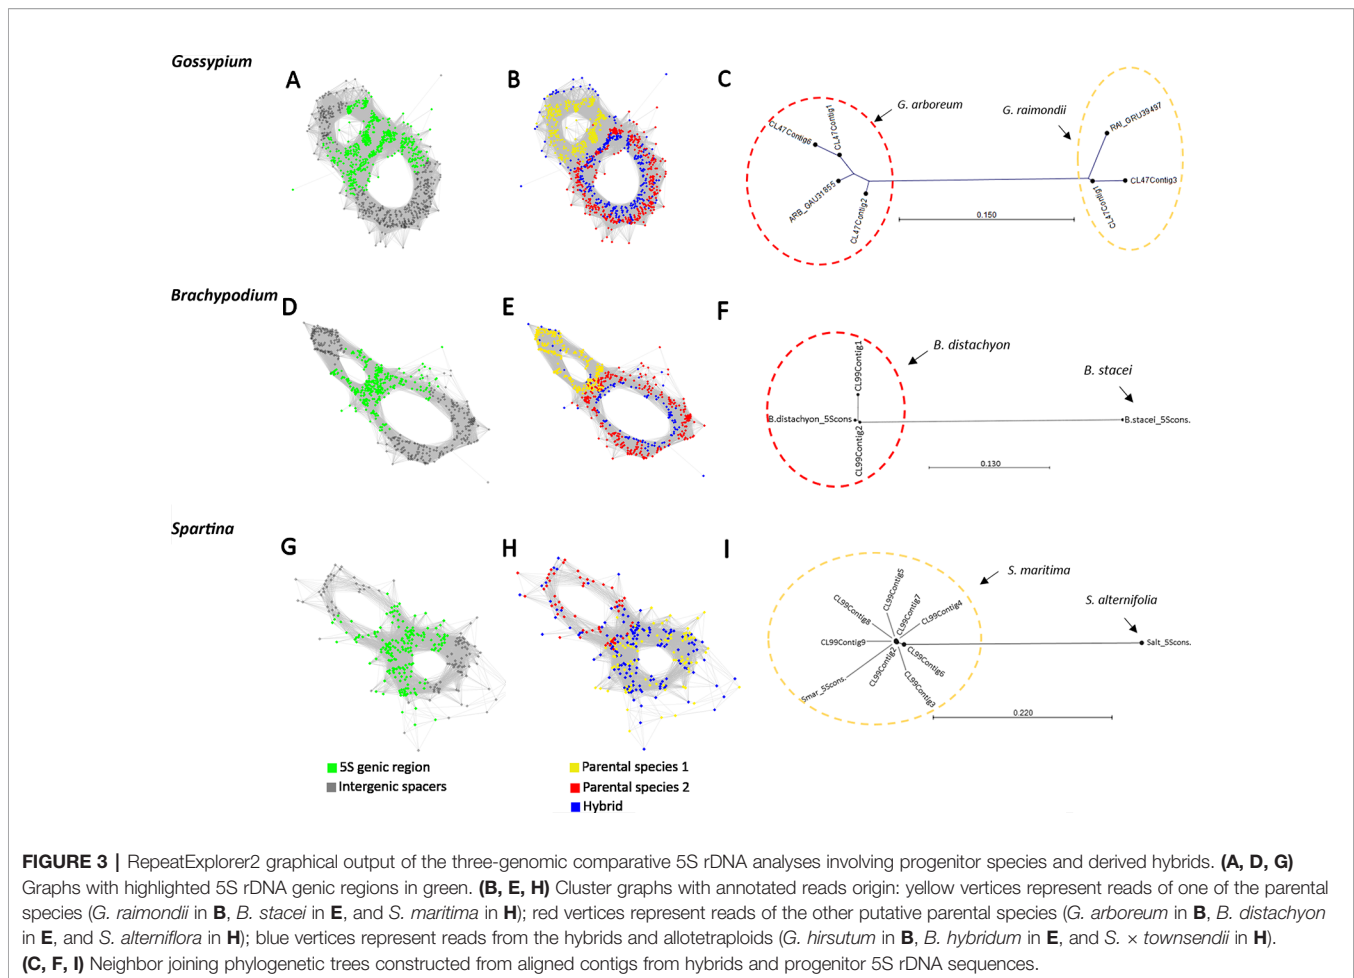 Gossypium
A
B
C
G. arboreum
G. raimondii
CL47Contig6
CL47Contig1
ARB_GAU31855
CL47Contig2
RAI_GRU39497
CL47Contig3
CL47Contig1
0.150
Brachypodium
D
E
F
B. distachyon
B. stacei
CL99Contig1
B.distachyon_5Scons
CL99Contig2
B.stacei_5Scons.
0.130
Spartina
G
H
I
S. maritima
S. alternifolia
CL99Contig5
CL99Contig7
CL99Contig8
CL99Contig4
CL99Contig9
CL99Contig2
CL99Contig6
Smar_5Scons.
CL99Contig3
Salt_5Scons.
0.220
5S genic region
Intergenic spacers
Parental species 1
Parental species 2
Hybrid
FIGURE 3 | RepeatExplorer2 graphical output of the three-genomic comparative 5S rDNA analyses involving progenitor species and derived hybrids. (A, D, G)
Graphs with highlighted 5S rDNA genic regions in green. (B, E, H) Cluster graphs with annotated reads origin: yellow vertices represent reads of one of the parental
species (G. raimondii in B, B. stacei in E, and S. maritima in H); red vertices represent reads of the other putative parental species (G. arboreum in B, B. distachyon
in E, and S. alterniflora in H); blue vertices represent reads from the hybrids and allotetraploids (G. hirsutum in B, B. hybridum in E, and S. × townsendii in H).
(C, F, I) Neighbor joining phylogenetic trees constructed from aligned contigs from hybrids and progenitor 5S rDNA sequences.